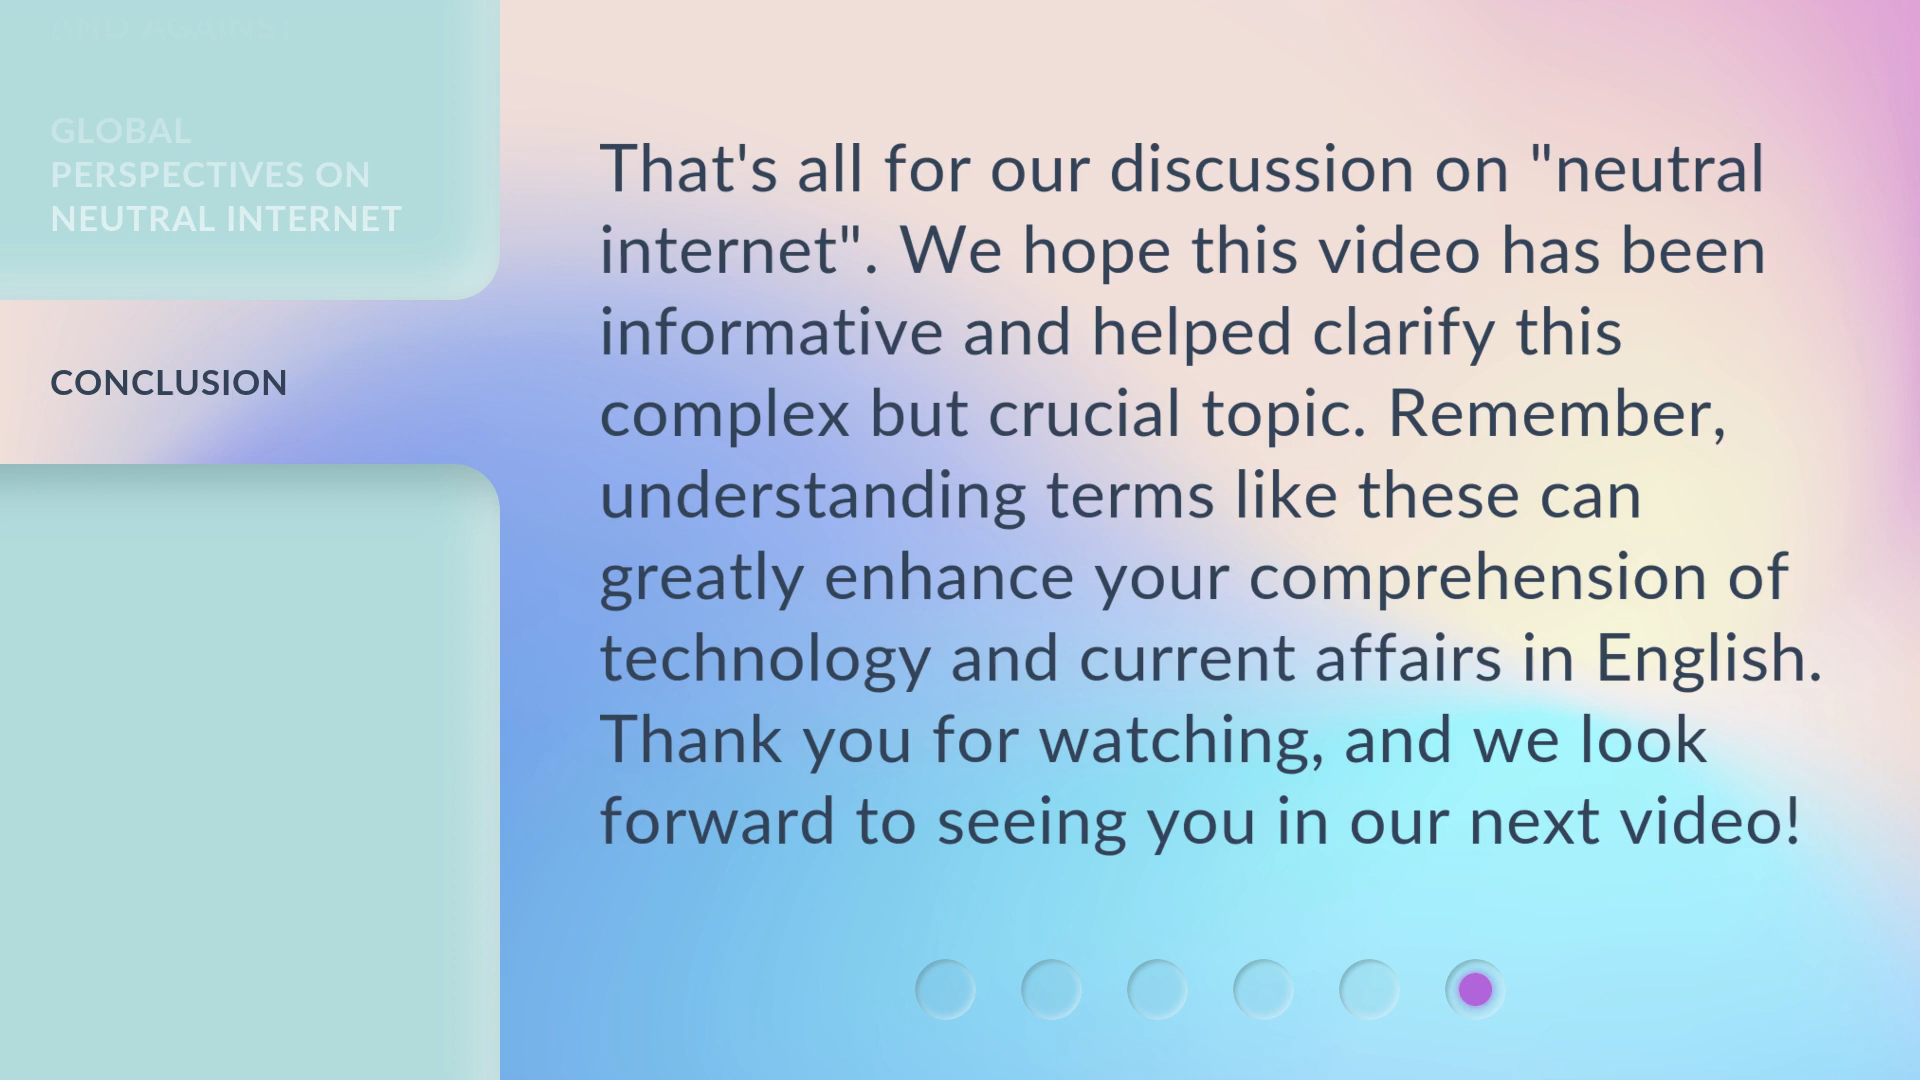 AND AGAINST
GLOBAL
PERSPECTIVES ON
NEUTRAL INTERNET
CONCLUSION
That's all for our discussion on "neutral
internet". We hope this video has been
informative and helped clarify this
complex but crucial topic. Remember,
understanding terms like these can
greatly enhance your comprehension of
technology and current affairs in English.
Thank you for watching, and we look
forward to seeing you in our next video!